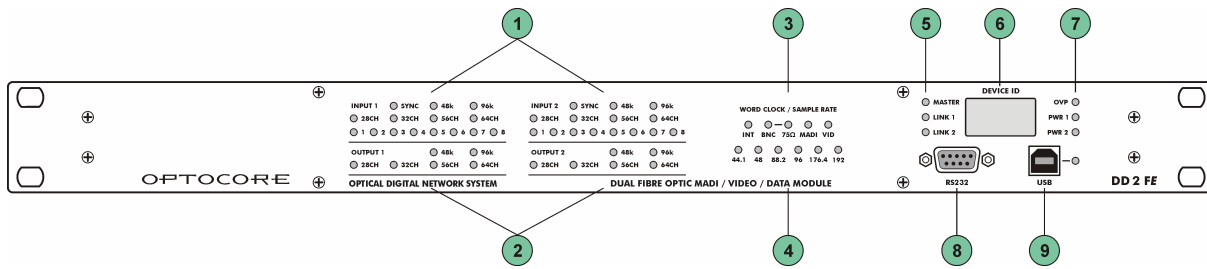 1
3
5
6
7
DEVICE ID
INPUT 1 SYNC 48k 96k
28CH 32CH 56CH 64CH
1 2 3 4 5 6 7 8
OUTPUT 1 48k 96k
28CH 32CH 56CH 64CH
INPUT 2 SYNC 48k 96k
28CH 32CH 56CH 64CH
1 2 3 4 5 6 7 8
OUTPUT 2 48k 96k
28CH 32CH 56CH 64CH
WORD CLOCK / SAMPLE RATE
INT BNC 75Ω MADI VID
44.1 48 88.2 96 176.4 192
MASTER
LINK 1
LINK 2
OVP
PWR 1
PWR 2
OPTOCORE
OPTICAL DIGITAL NETWORK SYSTEM
DUAL FIBRE OPTIC MADI / VIDEO / DATA MODULE
RS232
USB
DD 2 FE
2
4
8
9